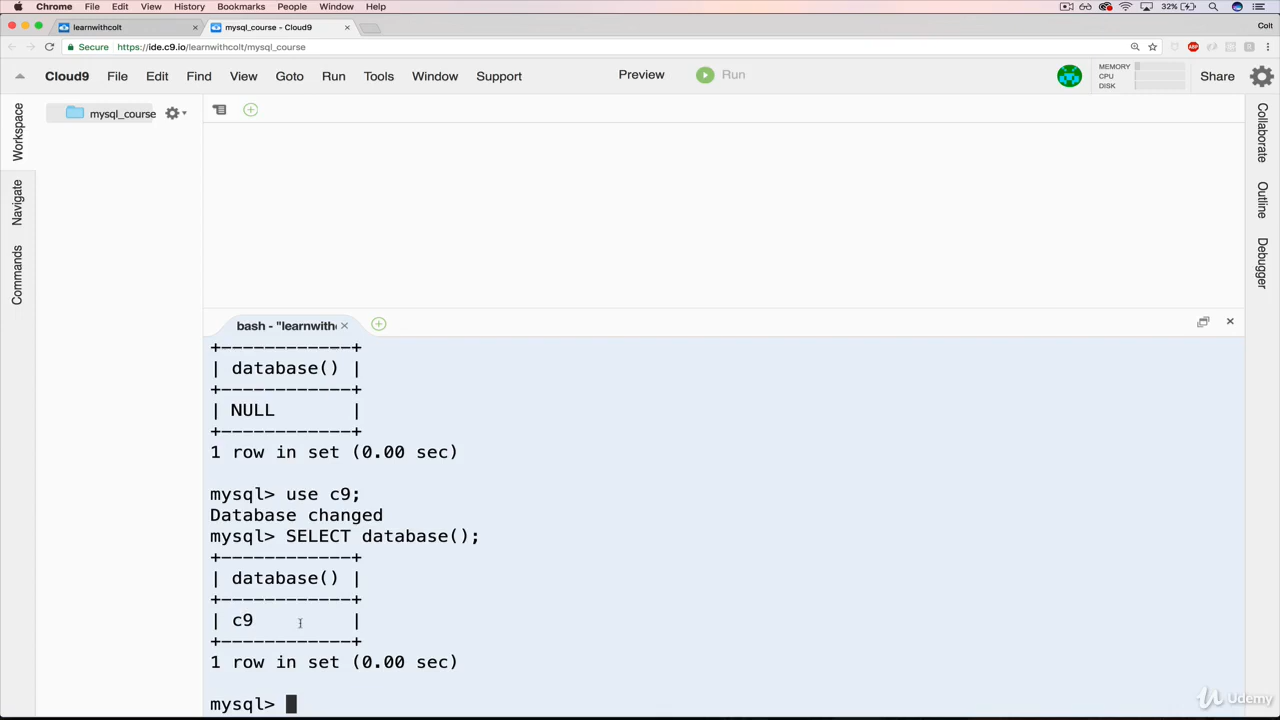 Chrome File Edit View History Bookmarks People Window Help 32% Colt
learnwithcolt
mysql_course - Cloud9
Secure https://ide.c9.io/learnwithcolt/mysql_course
Cloud9 File Edit Find View Goto Run Tools Window Support Preview Run MEMORY CPU DISK Share
Workspace
Navigate
Commands
mysql_course
Collaborate
Outline
Debugger
bash - "learnwith
+------------+
| database() |
+------------+
| NULL       |
+------------+
1 row in set (0.00 sec)
mysql> use c9;
Database changed
mysql> SELECT database();
+------------+
| database() |
+------------+
| c9         |
+------------+
1 row in set (0.00 sec)
mysql>
Udemy